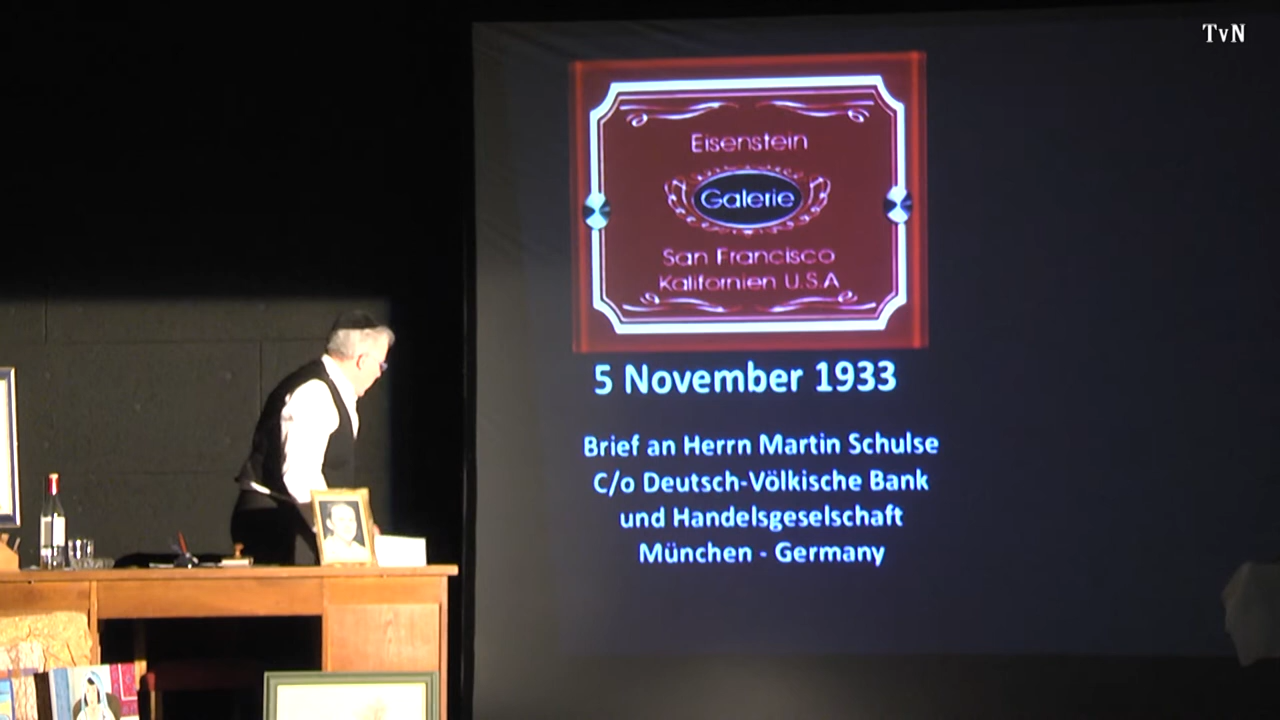 TvN
Eisenstein
Galerie
San Francisco
Kalifornien U.S.A
5 November 1933
Brief an Herrn Martin Schulse
C/o Deutsch-Völkische Bank
und Handelsgeselschaft
München - Germany